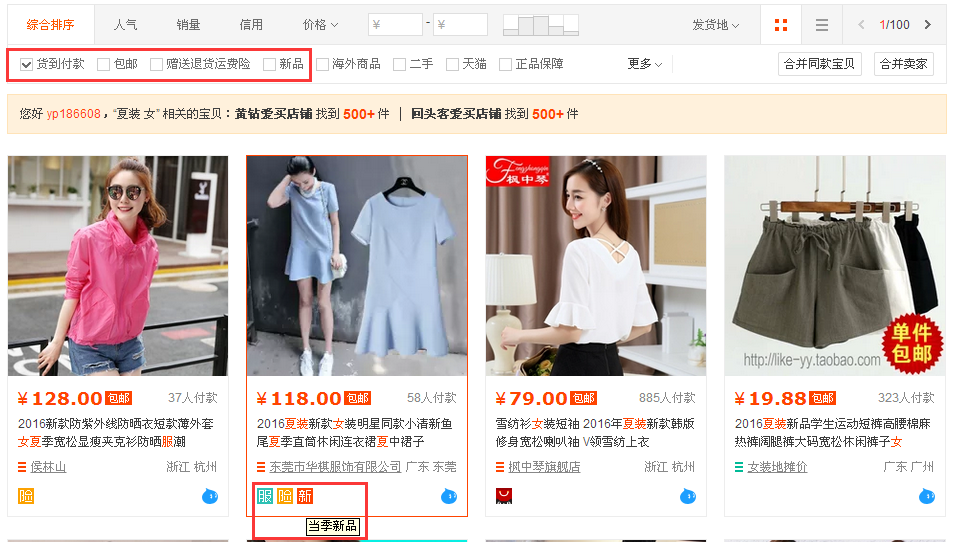 综合排序 人气 销量 信用 价格 ¥ - ¥ 发货地 1/100
货到付款 包邮 赠送退货运费险 新品 海外商品 二手 天猫 正品保障 更多 合并同款宝贝 合并卖家
您好 yp186608，“夏装 女” 相关的宝贝：黄钻爱买店铺 找到 500+ 件 | 回头客爱买店铺 找到 500+ 件
Fengzhongqin
枫中琴
单件
包邮
http://like-yy.taobao.com
¥128.00 包邮 37人付款
2016新款防紫外线防晒衣短款薄外套
女夏季宽松显瘦夹克衫防晒服潮
侯林山 浙江 杭州
险
¥118.00 包邮 58人付款
2016夏装新款女装明星同款小清新鱼
尾夏季直筒休闲连衣裙夏中裙子
东莞市华棋服饰有限公司 广东 东莞
服 险 新
当季新品
¥79.00 包邮 885人付款
雪纺衫女装短袖 2016年夏装新款韩版
修身宽松喇叭袖 V领雪纺上衣
枫中琴旗舰店 浙江 杭州
¥19.88 包邮 323人付款
2016夏装新品学生运动短裤高腰棉麻
热裤阔腿裤大码宽松休闲裤子女
女装地摊价 广东 广州